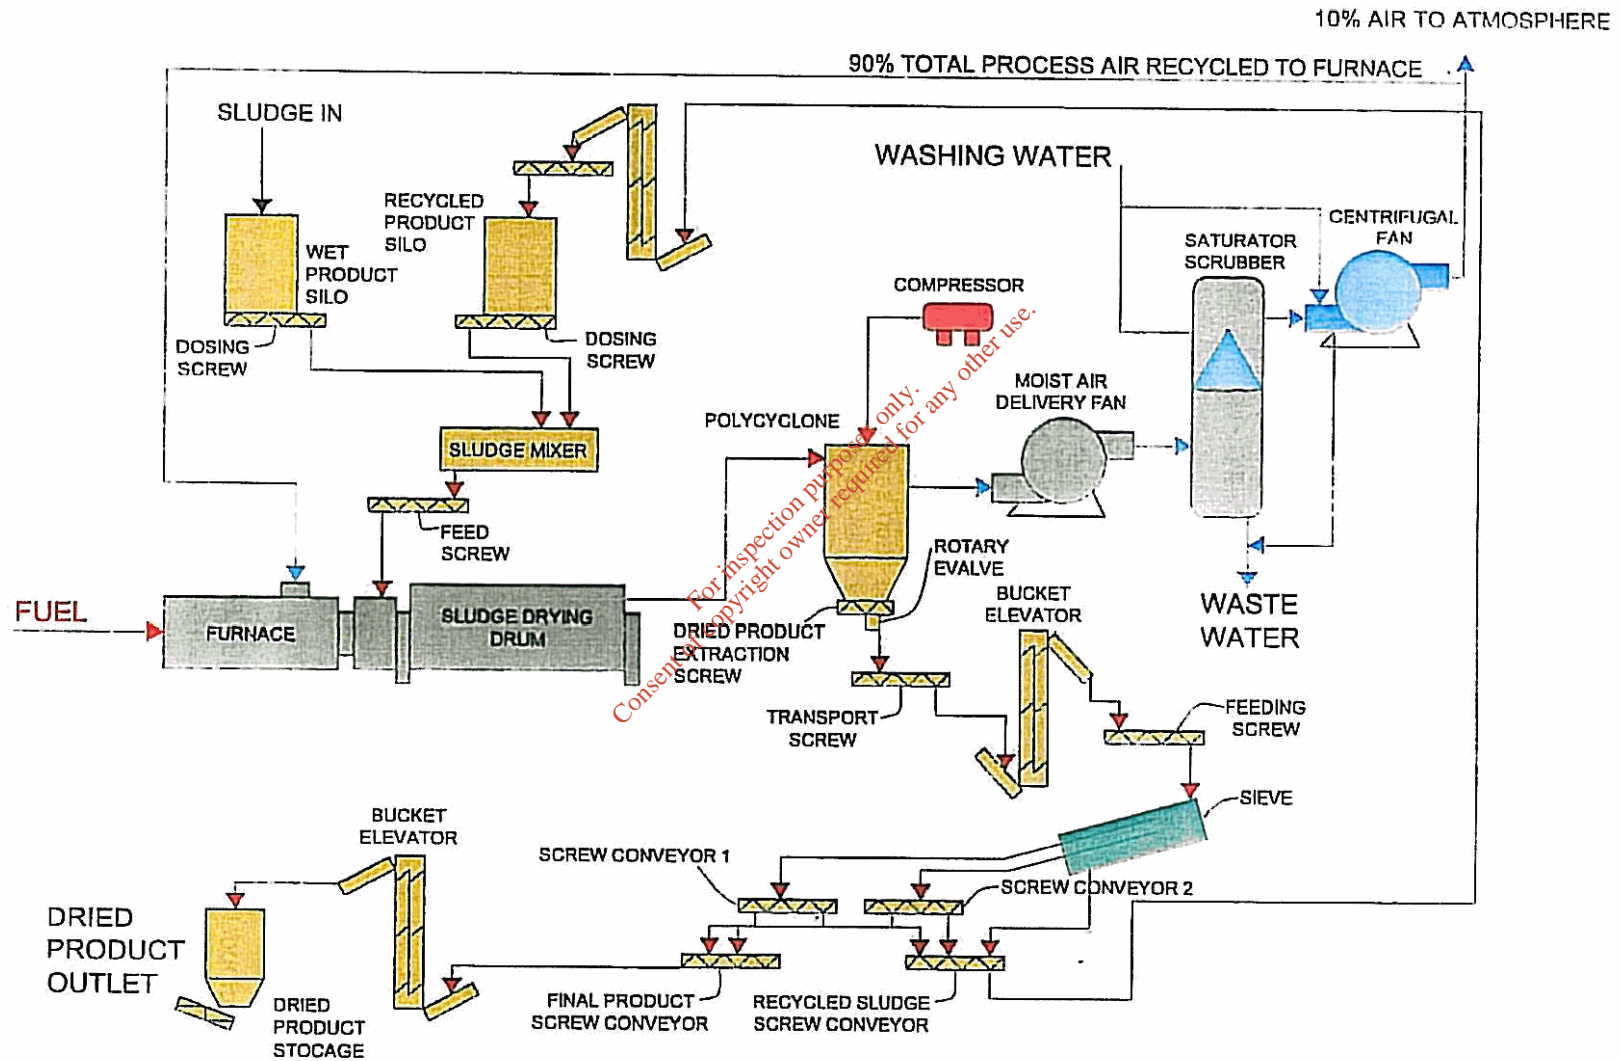 10% AIR TO ATMOSPHERE
90% TOTAL PROCESS AIR RECYCLED TO FURNACE
SLUDGE IN
WASHING WATER
RECYCLED
PRODUCT
SILO
WET
PRODUCT
SILO
CENTRIFUGAL
FAN
SATURATOR
SCRUBBER
COMPRESSOR
DOSING
SCREW
DOSING
SCREW
MOIST AIR
DELIVERY FAN
POLYCYCLONE
SLUDGE MIXER
FEED
SCREW
ROTARY
EVALVE
BUCKET
ELEVATOR
WASTE
WATER
FUEL
FURNACE
SLUDGE DRYING
DRUM
DRIED PRODUCT
EXTRACTION
SCREW
TRANSPORT
SCREW
FEEDING
SCREW
SIEVE
BUCKET
ELEVATOR
SCREW CONVEYOR 1
SCREW CONVEYOR 2
DRIED
PRODUCT
OUTLET
DRIED
PRODUCT
STOCAGE
FINAL PRODUCT
SCREW CONVEYOR
RECYCLED SLUDGE
SCREW CONVEYOR
For inspection purposes only.
Consent of copyright owner required for any other use.